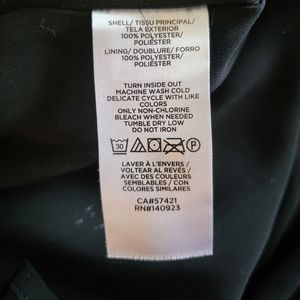 SHELL/ TISSU PRINCIPAL/
TELA EXTERIOR
100% POLYESTER/
POLIÉSTER
LINING/ DOUBLURE/ FORRO
100% POLYESTER/
POLIÉSTER
TURN INSIDE OUT
MACHINE WASH COLD
DELICATE CYCLE WITH LIKE
COLORS
ONLY NON-CHLORINE
BLEACH WHEN NEEDED
TUMBLE DRY LOW
DO NOT IRON
30 P
LAVER À L'ENVERS /
VOLTEAR AL REVÉS /
AVEC DES COULEURS
SEMBLABLES / CON
COLORES SIMILARES
CA#57421
RN#140923